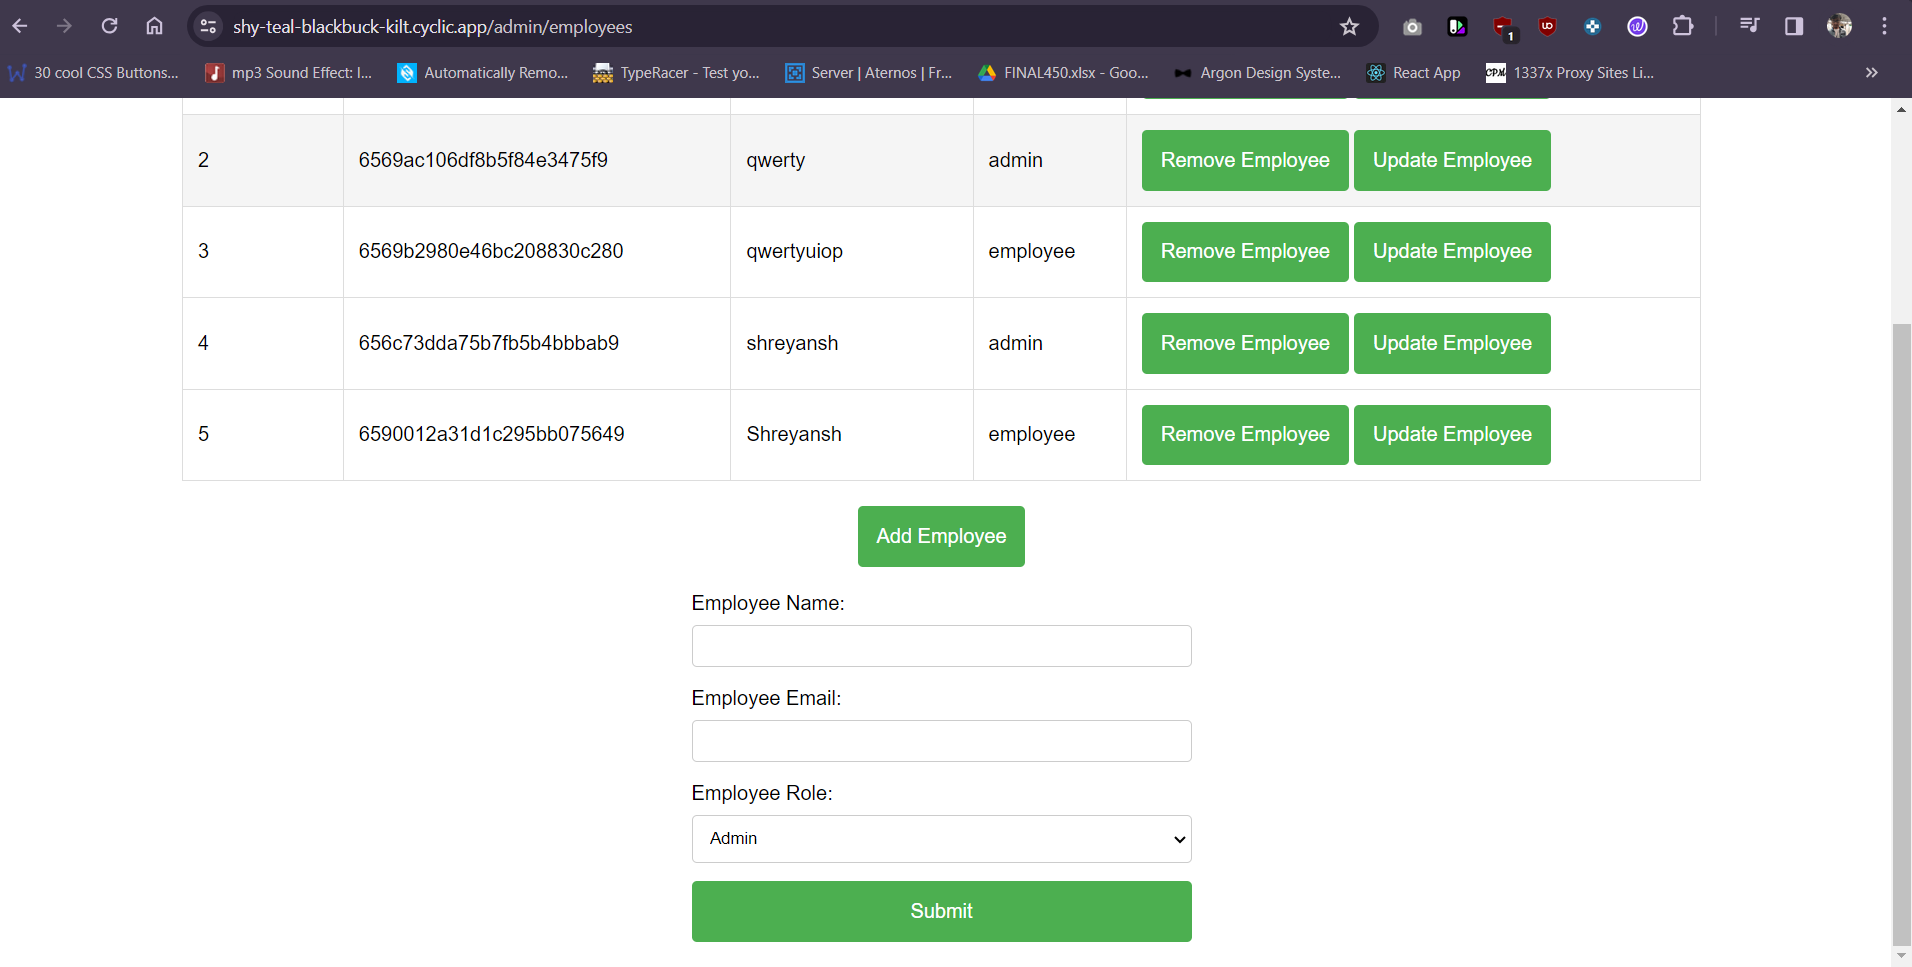 shy-teal-blackbuck-kilt.cyclic.app/admin/employees
1
30 cool CSS Buttons... mp3 Sound Effect: I... Automatically Remo... TypeRacer - Test yo... Server | Aternos | Fr... FINAL450.xlsx - Goo... Argon Design Syste... React App CPM 1337x Proxy Sites Li... »
2 6569ac106df8b5f84e3475f9 qwerty admin Remove Employee Update Employee
3 6569b2980e46bc208830c280 qwertyuiop employee Remove Employee Update Employee
4 656c73dda75b7fb5b4bbbab9 shreyansh admin Remove Employee Update Employee
5 6590012a31d1c295bb075649 Shreyansh employee Remove Employee Update Employee
Add Employee
Employee Name:
Employee Email:
Employee Role:
Admin
Submit